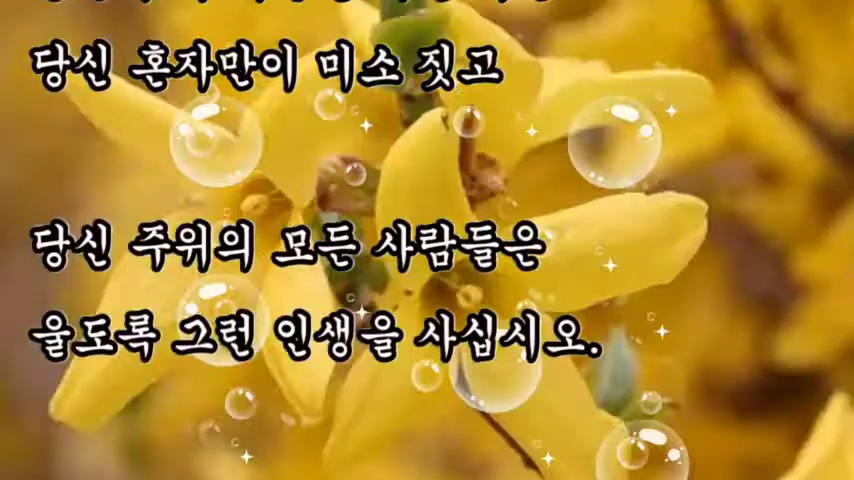 당신 혼자만이 미소 짓고
당신 주위의 모든 사람들은
울도록 그런 인생을 사십시오.